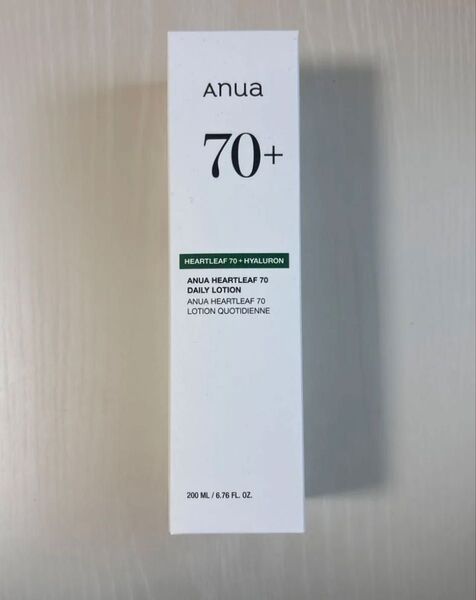 Anua
70+
HEARTLEAF 70 + HYALURON
ANUA HEARTLEAF 70
DAILY LOTION
ANUA HEARTLEAF 70
LOTION QUOTIDIENNE
200 ML / 6.76 FL. OZ.